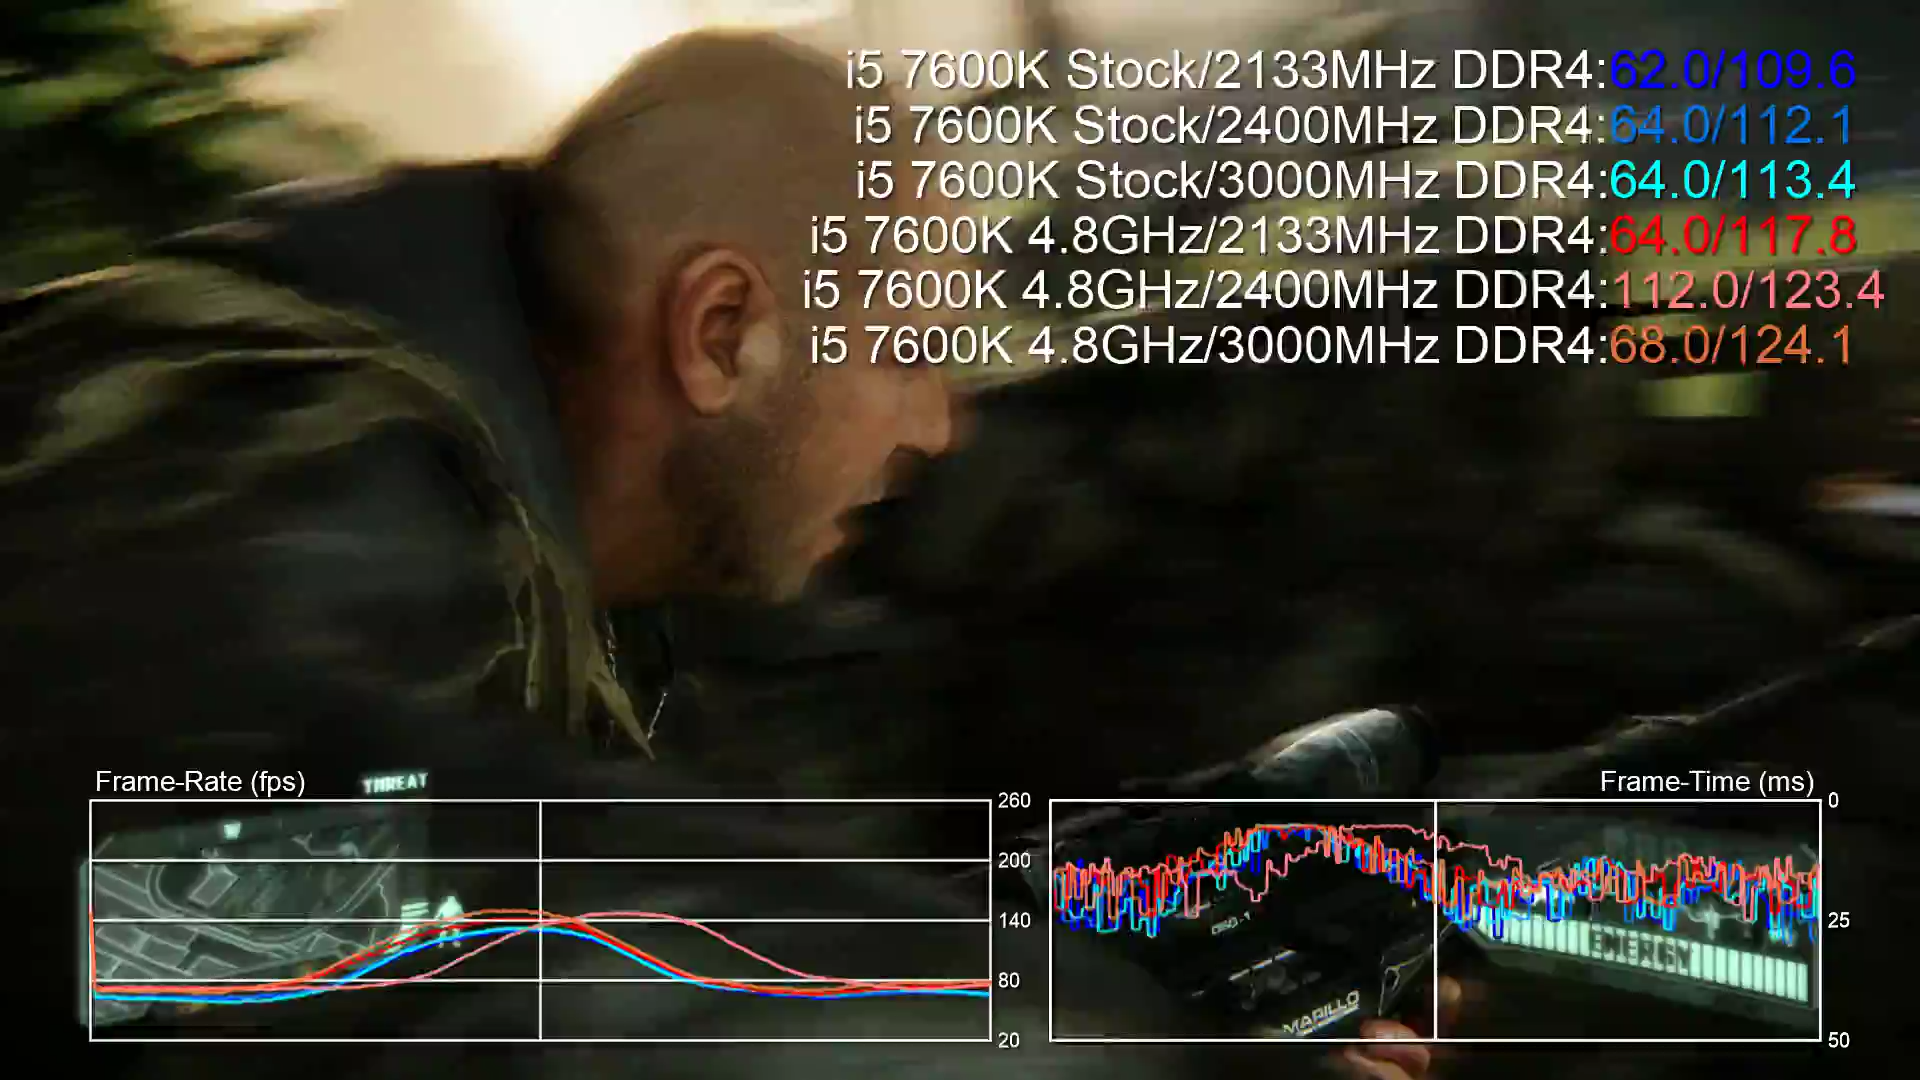 i5 7600K Stock/2133MHz DDR4:62.0/109.6
i5 7600K Stock/2400MHz DDR4:64.0/112.1
i5 7600K Stock/3000MHz DDR4:64.0/113.4
i5 7600K 4.8GHz/2133MHz DDR4:64.0/117.8
i5 7600K 4.8GHz/2400MHz DDR4:112.0/123.4
i5 7600K 4.8GHz/3000MHz DDR4:68.0/124.1
Frame-Rate (fps)
THREAT
260
200
140
80
20
Frame-Time (ms)
0
25
50
ENERGY
MARILLO